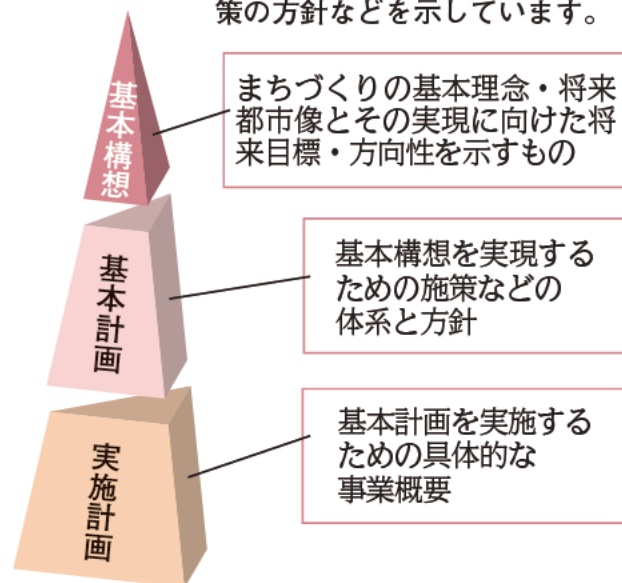 策の方針などを示しています。
基本構想
まちづくりの基本理念・将来
都市像とその実現に向けた将
来目標・方向性を示すもの
基本計画
基本構想を実現する
ための施策などの
体系と方針
実施計画
基本計画を実施する
ための具体的な
事業概要